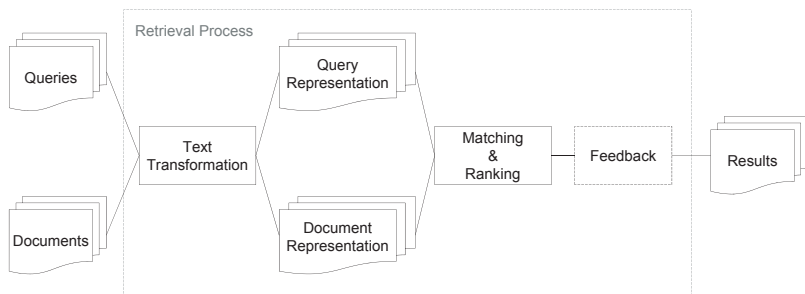 Retrieval Process
Queries
Documents
Text
Transformation
Query
Representation
Document
Representation
Matching
&
Ranking
Feedback
Results